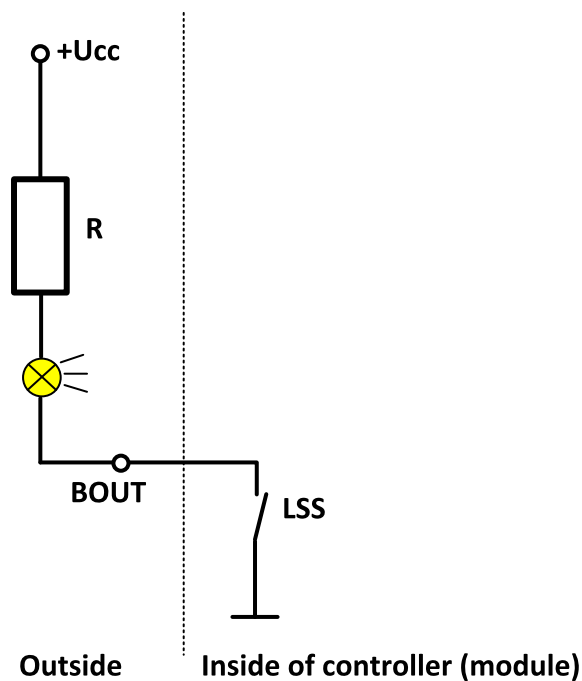 +Ucc
R
BOUT
LSS
Outside
Inside of controller (module)